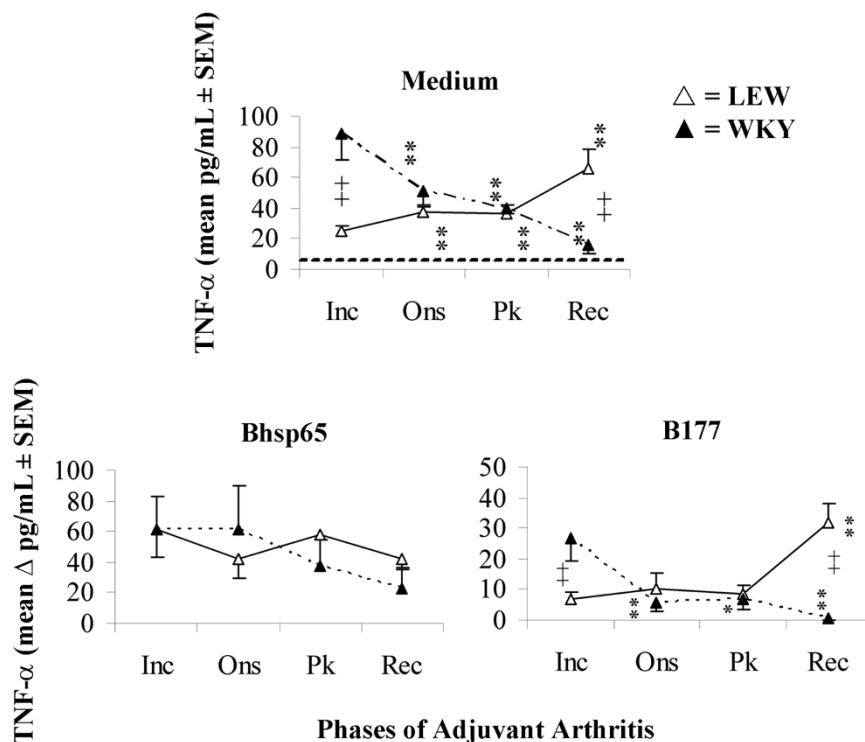 Medium
△ = LEW
▲ = WKY
TNF-α (mean pg/mL ± SEM)
100
80
60
40
20
0
**
**
**
**
**
**
‡
‡
Inc Ons Pk Rec
TNF-α (mean Δ pg/mL ± SEM)
Bhsp65
100
80
60
40
20
0
Inc Ons Pk Rec
B177
50
40
30
20
10
0
‡
**
*
**
‡
**
Inc Ons Pk Rec
Phases of Adjuvant Arthritis